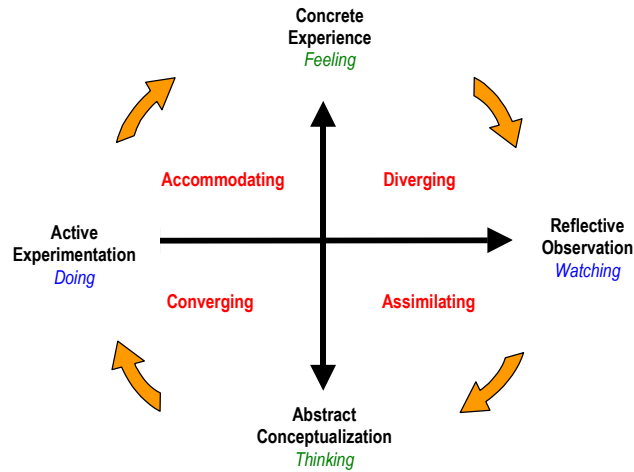 Concrete
Experience
Feeling
Accommodating
Diverging
Active
Experimentation
Doing
Reflective
Observation
Watching
Converging
Assimilating
Abstract
Conceptualization
Thinking